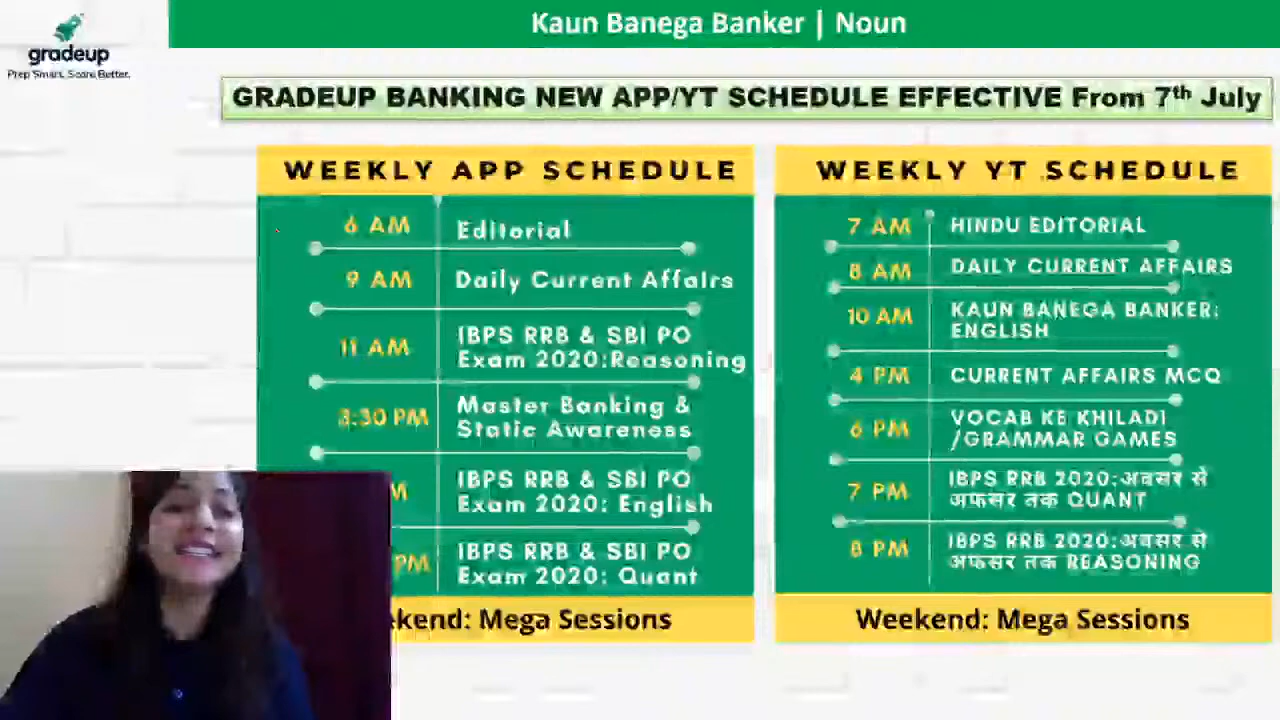 gradeup
Prep Smart. Score Better.
Kaun Banega Banker | Noun
GRADEUP BANKING NEW APP/YT SCHEDULE EFFECTIVE From 7th July
WEEKLY APP SCHEDULE
6 AM Editorial
9 AM Daily Current Affairs
11 AM IBPS RRB & SBI PO
Exam 2020:Reasoning
3:30 PM Master Banking &
Static Awareness
M IBPS RRB & SBI PO
Exam 2020: English
PM IBPS RRB & SBI PO
Exam 2020: Quant
ekend: Mega Sessions
WEEKLY YT SCHEDULE
7 AM HINDU EDITORIAL
8 AM DAILY CURRENT AFFAIRS
10 AM KAUN BANEGA BANKER:
ENGLISH
4 PM CURRENT AFFAIRS MCQ
6 PM VOCAB KE KHILADI
/GRAMMAR GAMES
7 PM IBPS RRB 2020:अवसर से
अफसर तक QUANT
8 PM IBPS RRB 2020:अवसर से
अफसर तक REASONING
Weekend: Mega Sessions